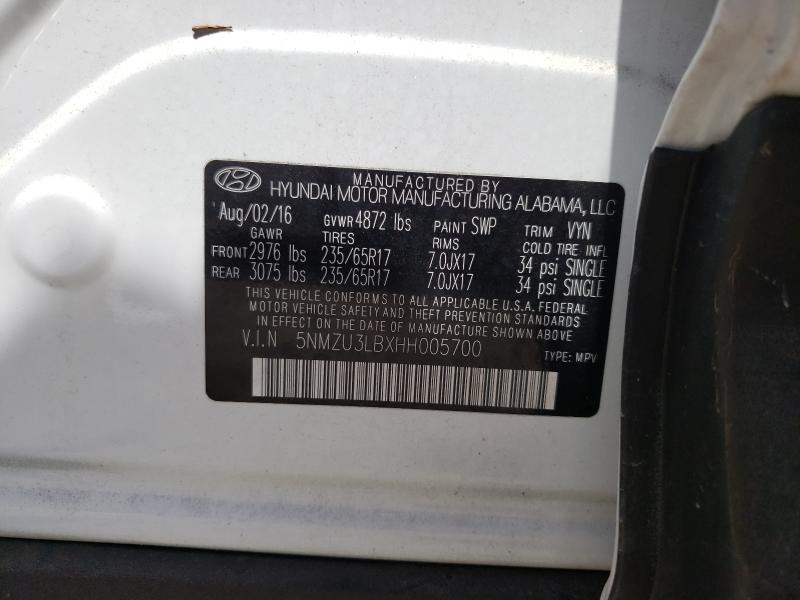 MANUFACTURED BY
HYUNDAI MOTOR MANUFACTURING ALABAMA, LLC
Aug/02/16 GVWR 4872 lbs PAINT SWP TRIM VYN
GAWR TIRES RIMS COLD TIRE INFL
FRONT 2976 lbs 235/65R17 7.0JX17 34 psi SINGLE
REAR 3075 lbs 235/65R17 7.0JX17 34 psi SINGLE
THIS VEHICLE CONFORMS TO ALL APPLICABLE U.S.A. FEDERAL
MOTOR VEHICLE SAFETY AND THEFT PREVENTION STANDARDS
IN EFFECT ON THE DATE OF MANUFACTURE SHOWN ABOVE
V.I.N 5NMZU3LBXHH005700
TYPE: MPV